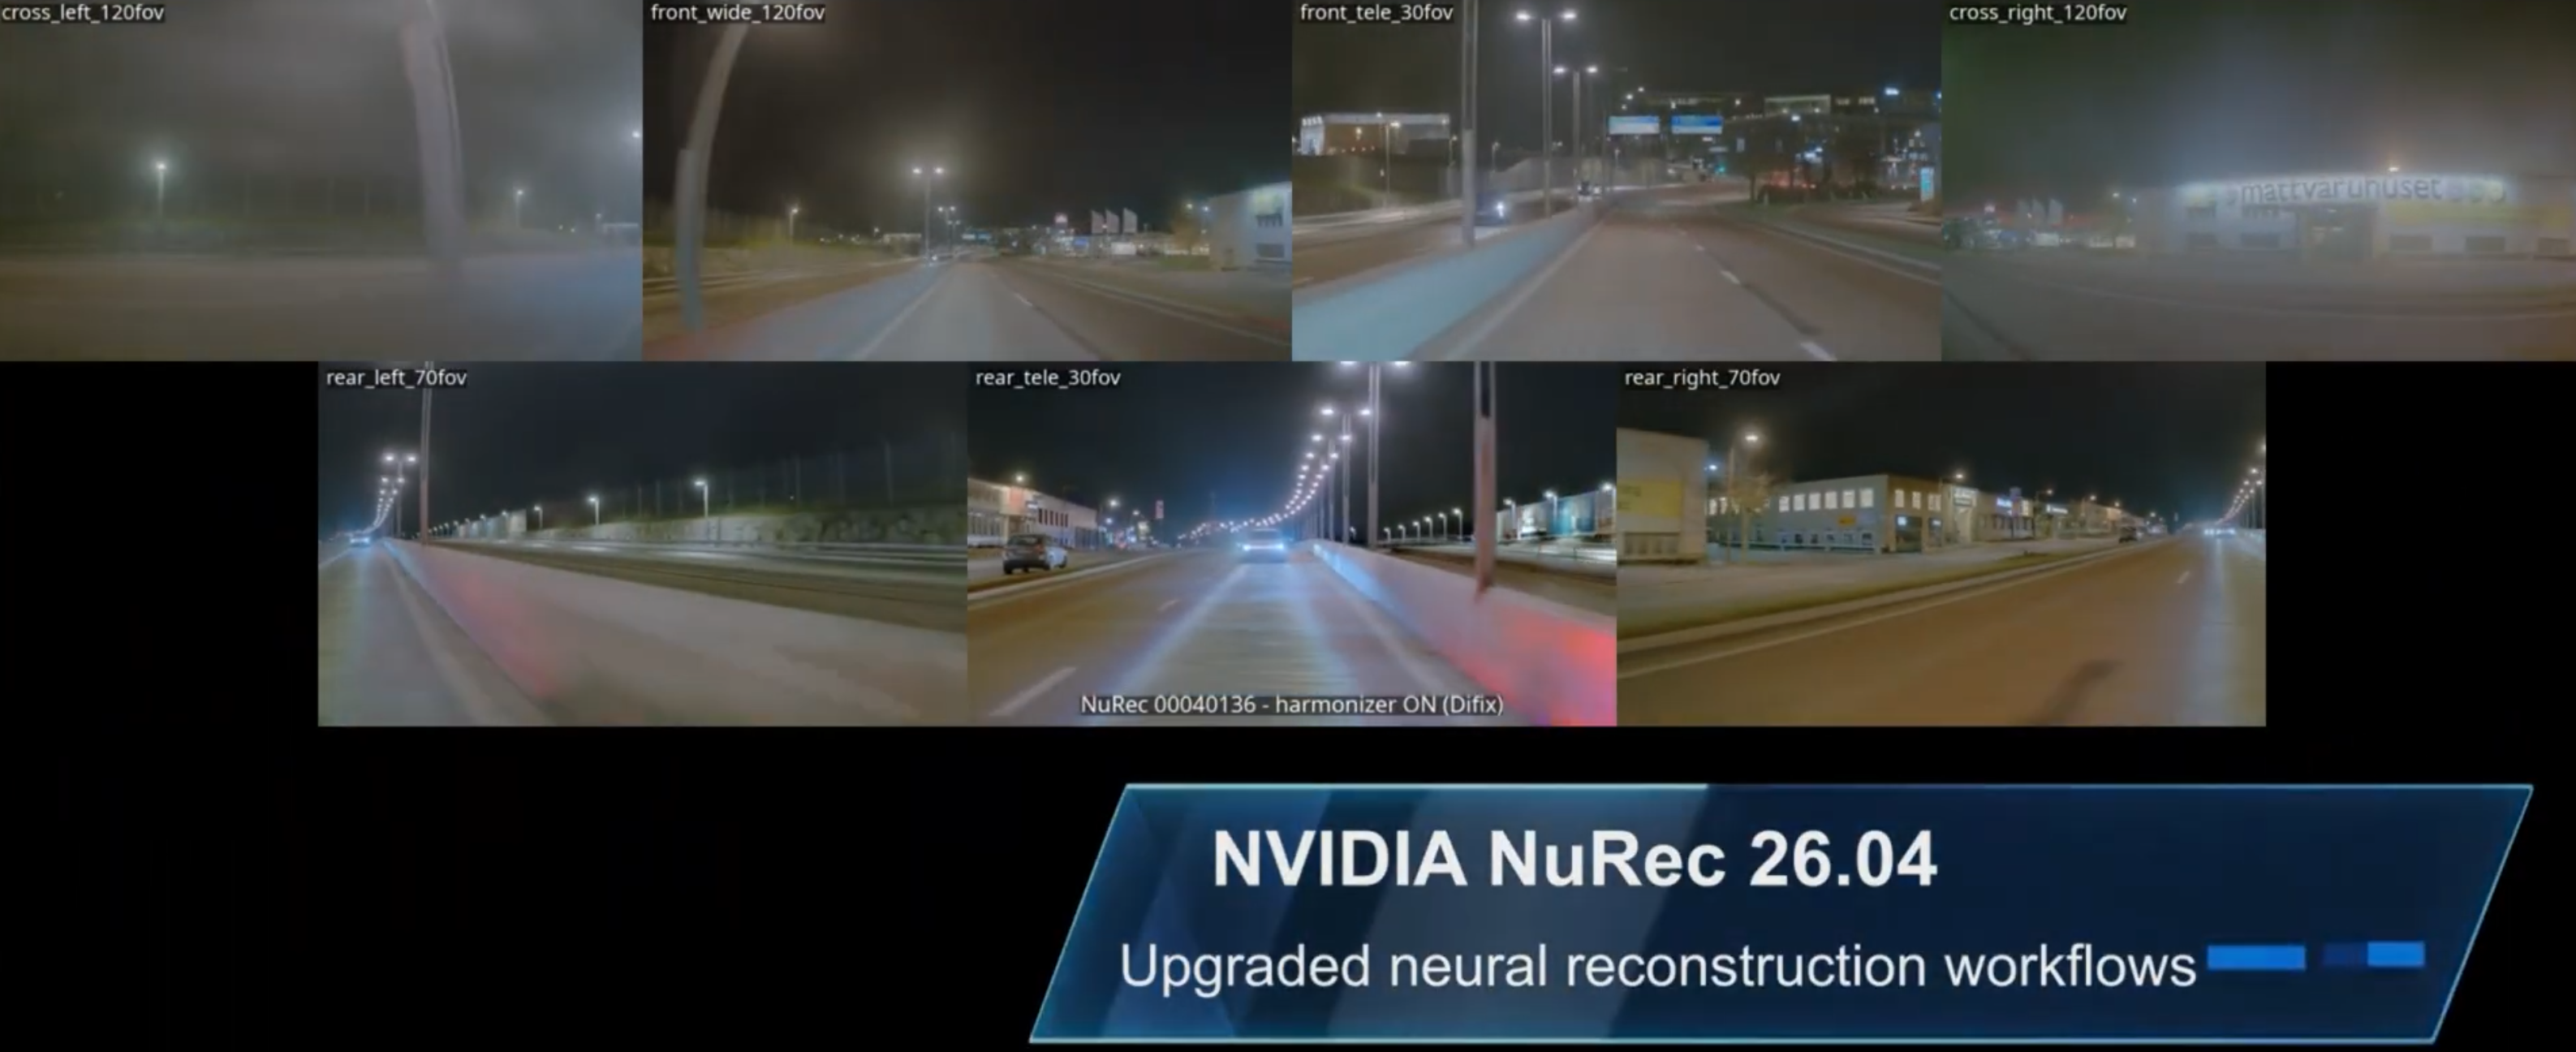 cross_left_120fov
front_wide_120fov
front_tele_30fov
cross_right_120fov
mattvaruhuset
rear_left_70fov
rear_tele_30fov
rear_right_70fov
NuRec 00040136 - harmonizer ON (Difix)
NVIDIA NuRec 26.04
Upgraded neural reconstruction workflows